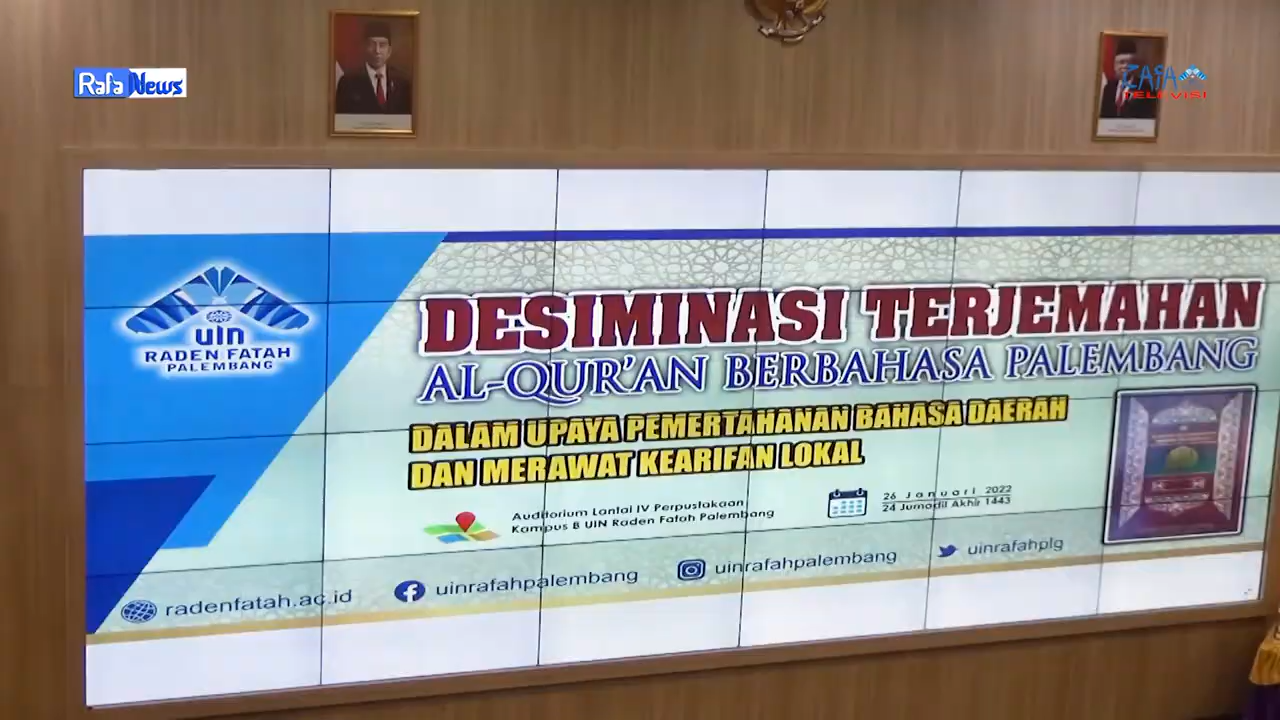 Rafa News
TELEVISI
uin
RADEN FATAH
PALEMBANG
DESIMINASI TERJEMAHAN
AL-QUR'AN BERBAHASA PALEMBANG
DALAM UPAYA PEMERTAHANAN BAHASA DAERAH
DAN MERAWAT KEARIFAN LOKAL
Auditorium Lantai IV Perpustakaan
Kampus B UIN Raden Fatah Palembang
26 Januari 2022
24 Jumadil Akhir 1443
radenfatah.ac.id
uinrafahpalembang
uinrafahpalembang
uinrafahplg